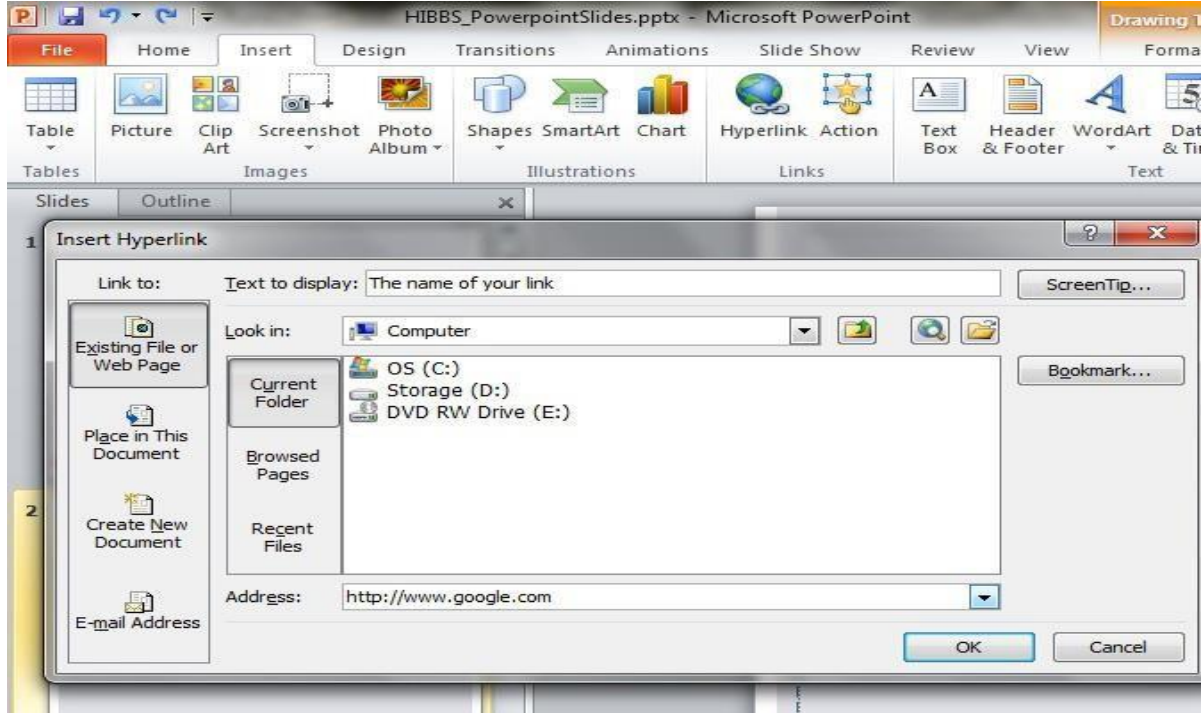 HIBBS_PowerpointSlides.pptx - Microsoft PowerPoint
Drawing T
File Home Insert Design Transitions Animations Slide Show Review View Forma
Table Picture Clip Art Screenshot Photo Album Shapes SmartArt Chart Hyperlink Action Text Box Header & Footer WordArt Dat & Ti
Tables Images Illustrations Links Text
Slides Outline
1
Insert Hyperlink
Link to:
Text to display: The name of your link
ScreenTip...
Existing File or
Web Page
Look in: Computer
Current
Folder
OS (C:)
Storage (D:)
DVD RW Drive (E:)
Bookmark...
Place in This
Document
Browsed
Pages
2
Create New
Document
Recent
Files
E-mail Address
Address: http://www.google.com
OK Cancel